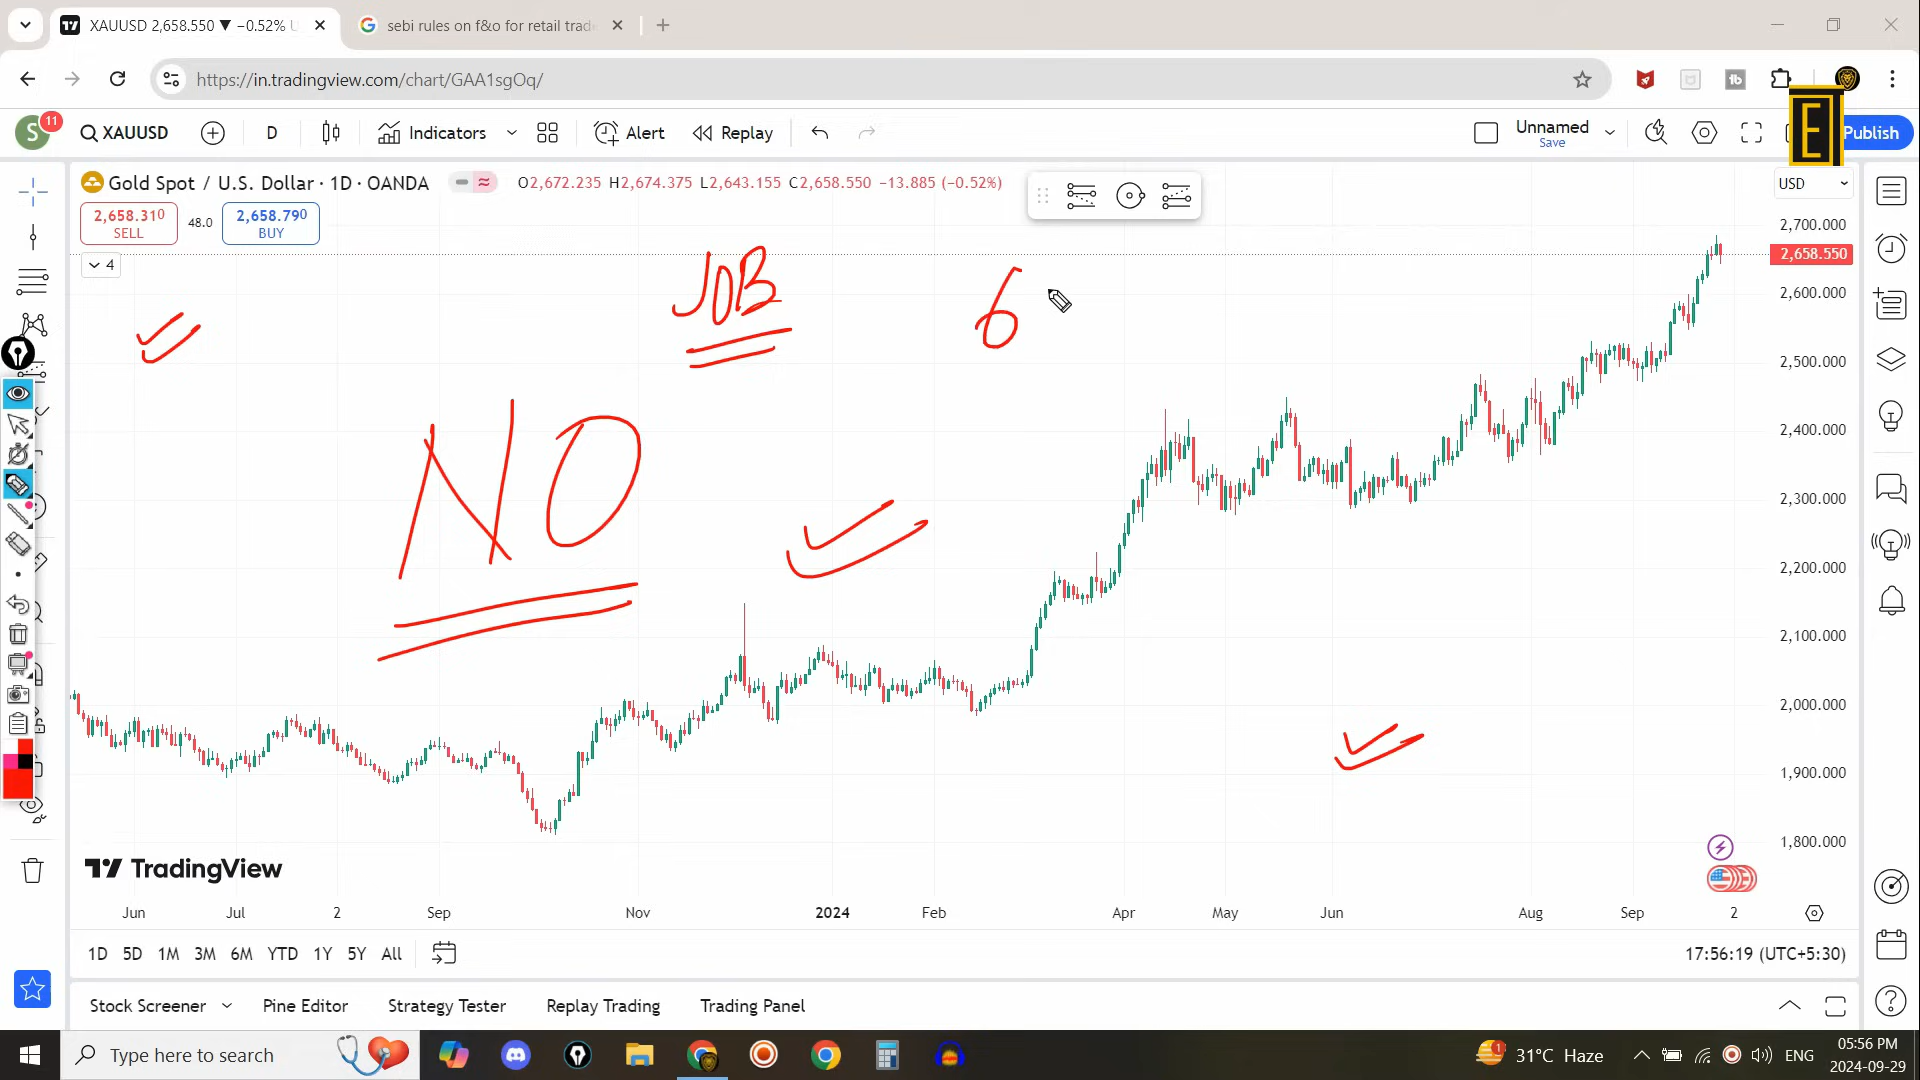 XAUUSD 2,658.550 ▼ −0.52% U
sebi rules on f&o for retail trade
https://in.tradingview.com/chart/GAA1sgOq/
S 11 XAUUSD D Indicators Alert Replay Unnamed Save Publish
E
Gold Spot / U.S. Dollar · 1D · OANDA O2,672.235 H2,674.375 L2,643.155 C2,658.550 −13.885 (−0.52%)
USD
2,658.310 SELL 48.0 2,658.790 BUY
4
2,700.000
2,658.550
2,600.000
2,500.000
2,400.000
2,300.000
2,200.000
2,100.000
2,000.000
1,900.000
1,800.000
JOB 6
NO
TradingView
Jun Jul 2 Sep Nov 2024 Feb Apr May Jun Aug Sep 2
1D 5D 1M 3M 6M YTD 1Y 5Y All 17:56:19 (UTC+5:30)
Stock Screener Pine Editor Strategy Tester Replay Trading Trading Panel
Type here to search 31°C Haze ENG 05:56 PM
2024-09-29